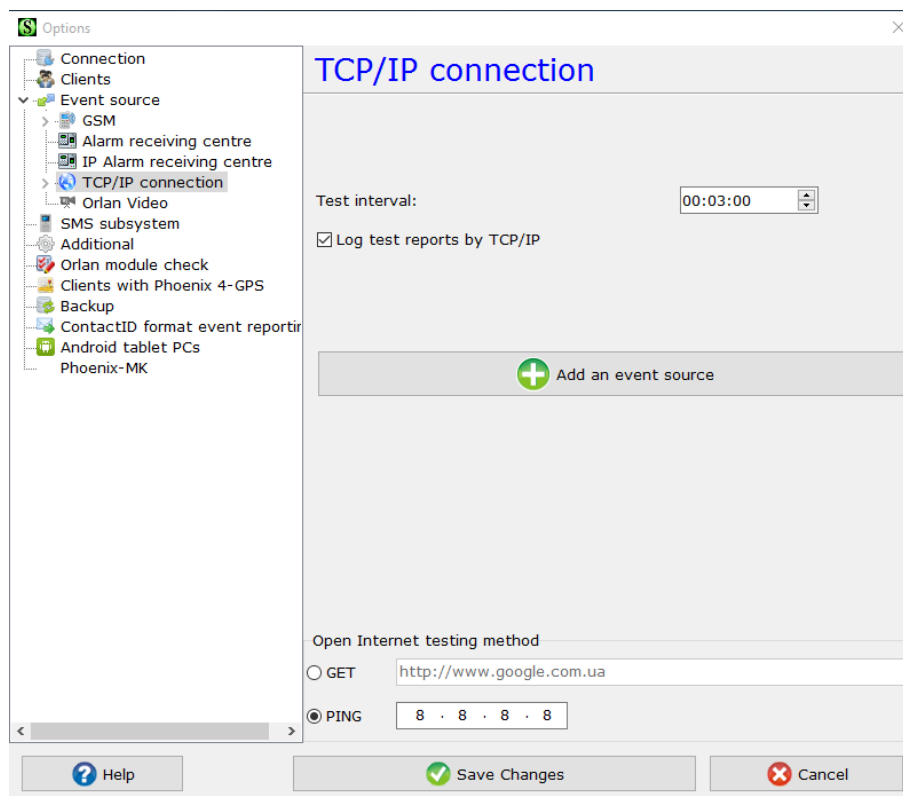 Options
Connection
Clients
Event source
GSM
Alarm receiving centre
IP Alarm receiving centre
TCP/IP connection
Orlan Video
SMS subsystem
Additional
Orlan module check
Clients with Phoenix 4-GPS
Backup
ContactID format event reportin
Android tablet PCs
Phoenix-MK
TCP/IP connection
Test interval: 00:03:00
Log test reports by TCP/IP
Add an event source
Open Internet testing method
GET http://www.google.com.ua
PING 8 . 8 . 8 . 8
Help Save Changes Cancel